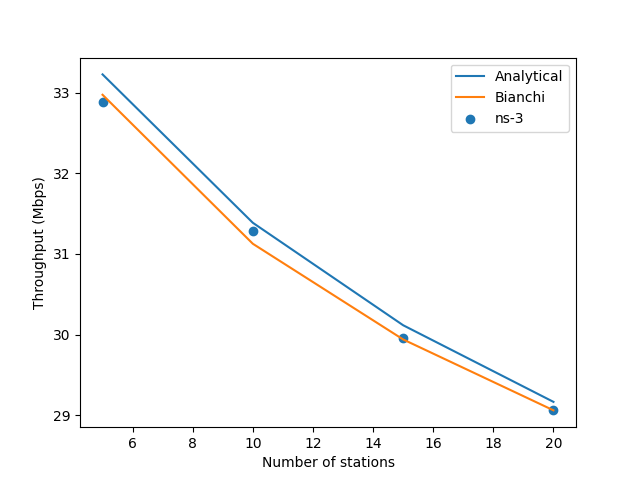 Analytical
Bianchi
ns-3
33
32
31
30
29
Throughput (Mbps)
6 8 10 12 14 16 18 20
Number of stations